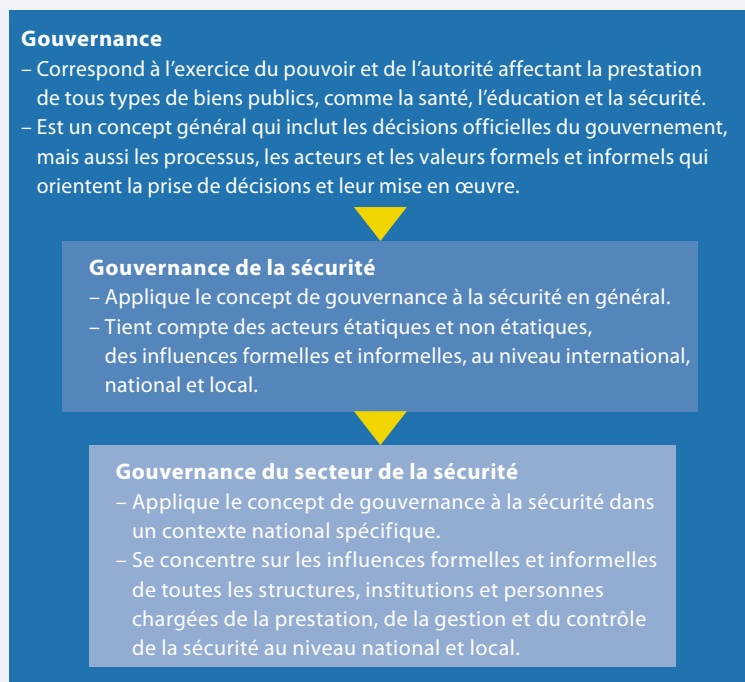 Gouvernance
– Correspond à l’exercice du pouvoir et de l’autorité affectant la prestation
de tous types de biens publics, comme la santé, l’éducation et la sécurité.
– Est un concept général qui inclut les décisions officielles du gouvernement,
mais aussi les processus, les acteurs et les valeurs formels et informels qui
orientent la prise de décisions et leur mise en œuvre.
Gouvernance de la sécurité
– Applique le concept de gouvernance à la sécurité en général.
– Tient compte des acteurs étatiques et non étatiques,
des influences formelles et informelles, au niveau international,
national et local.
Gouvernance du secteur de la sécurité
– Applique le concept de gouvernance à la sécurité dans
un contexte national spécifique.
– Se concentre sur les influences formelles et informelles
de toutes les structures, institutions et personnes
chargées de la prestation, de la gestion et du contrôle
de la sécurité au niveau national et local.